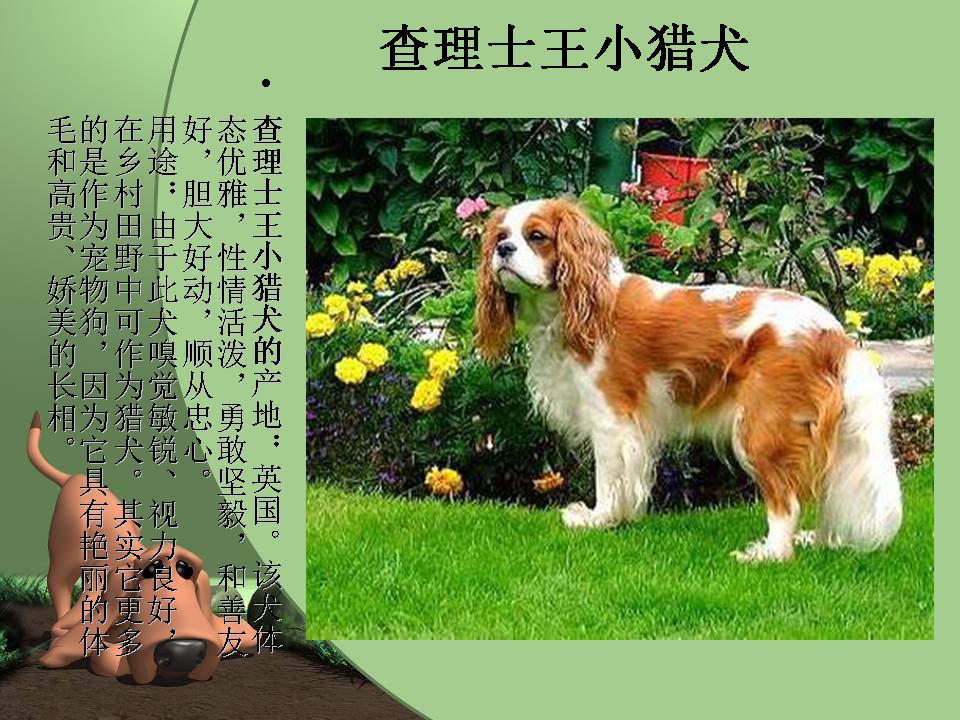 查理士王小猎犬
• 查理士王小猎犬的产地：英国。该犬体
态优雅，性情活泼，勇敢坚毅，和善友
好，胆大好动，顺从忠心。
用途：由于此犬嗅觉敏锐、视力良好，
在乡村田野中可作为猎犬。其实它更多
的是作为宠物狗，因为它具有艳丽的体
毛和高贵、娇美的长相。